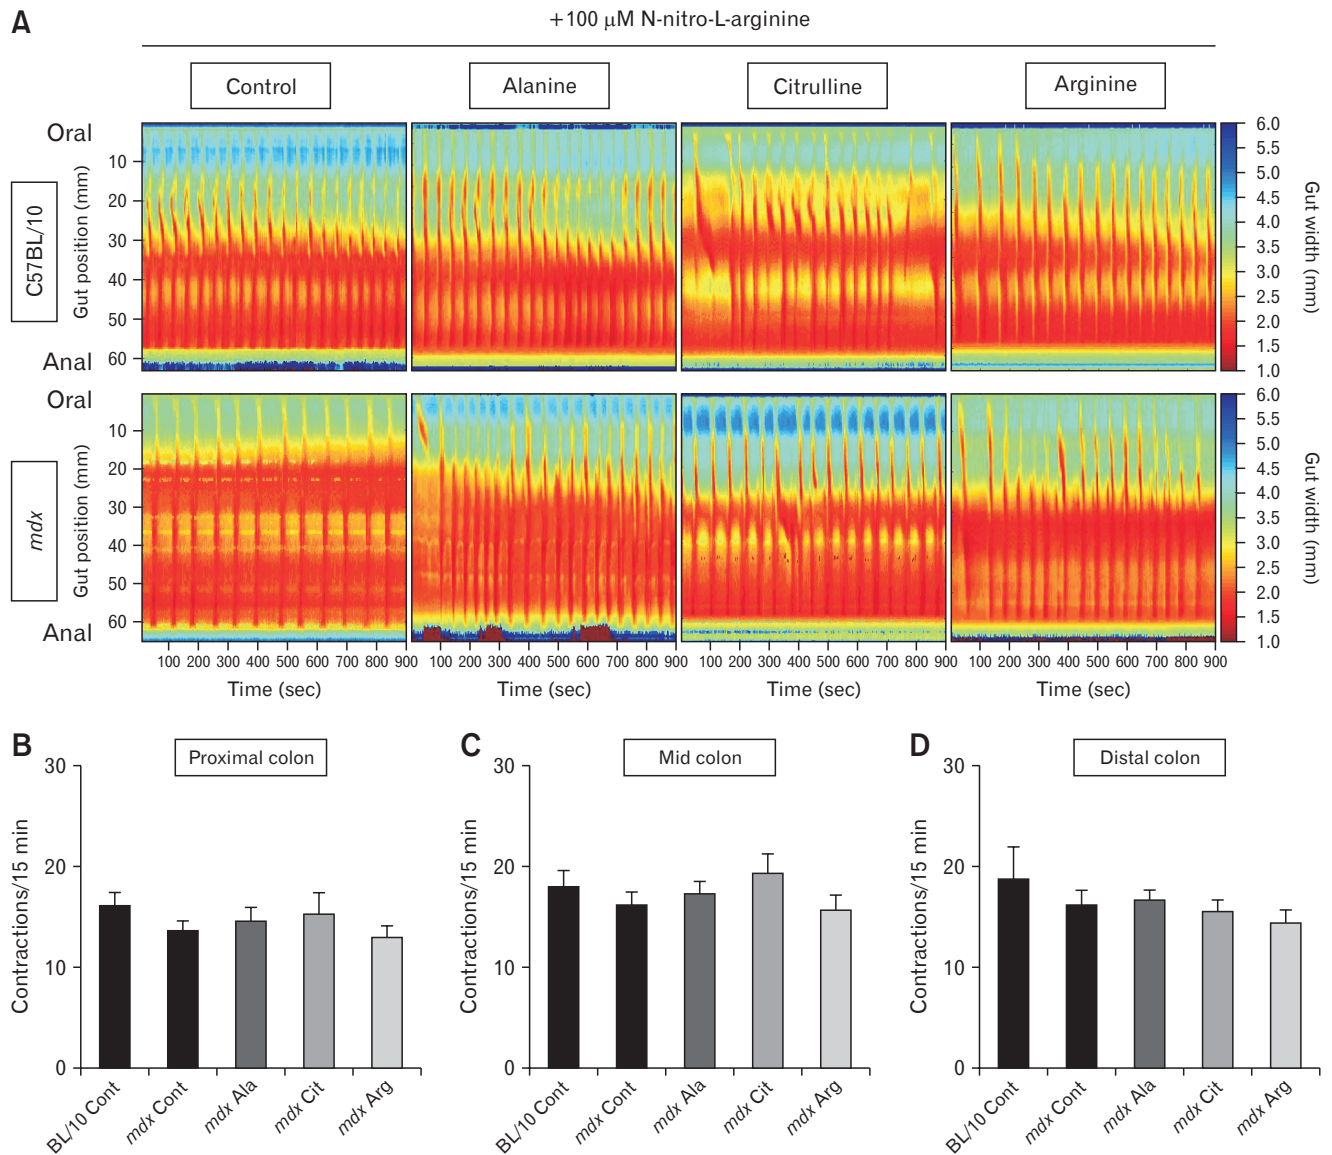 A
+100 μM N-nitro-L-arginine
Control
Alanine
Citrulline
Arginine
C57BL/10
Gut position (mm)
Oral
10
20
30
40
50
60
Anal
6.0
5.5
5.0
4.5
4.0
3.5
3.0
2.5
2.0
1.5
1.0
Gut width (mm)
mdx
Gut position (mm)
Oral
10
20
30
40
50
60
Anal
6.0
5.5
5.0
4.5
4.0
3.5
3.0
2.5
2.0
1.5
1.0
Gut width (mm)
100 200 300 400 500 600 700 800 900
100 200 300 400 500 600 700 800 900
100 200 300 400 500 600 700 800 900
100 200 300 400 500 600 700 800 900
Time (sec)
Time (sec)
Time (sec)
Time (sec)
B
Proximal colon
Contractions/15 min
30
20
10
0
BL/10 Cont
mdx Cont
mdx Ala
mdx Cit
mdx Arg
C
Mid colon
Contractions/15 min
30
20
10
0
BL/10 Cont
mdx Cont
mdx Ala
mdx Cit
mdx Arg
D
Distal colon
Contractions/15 min
30
20
10
0
BL/10 Cont
mdx Cont
mdx Ala
mdx Cit
mdx Arg